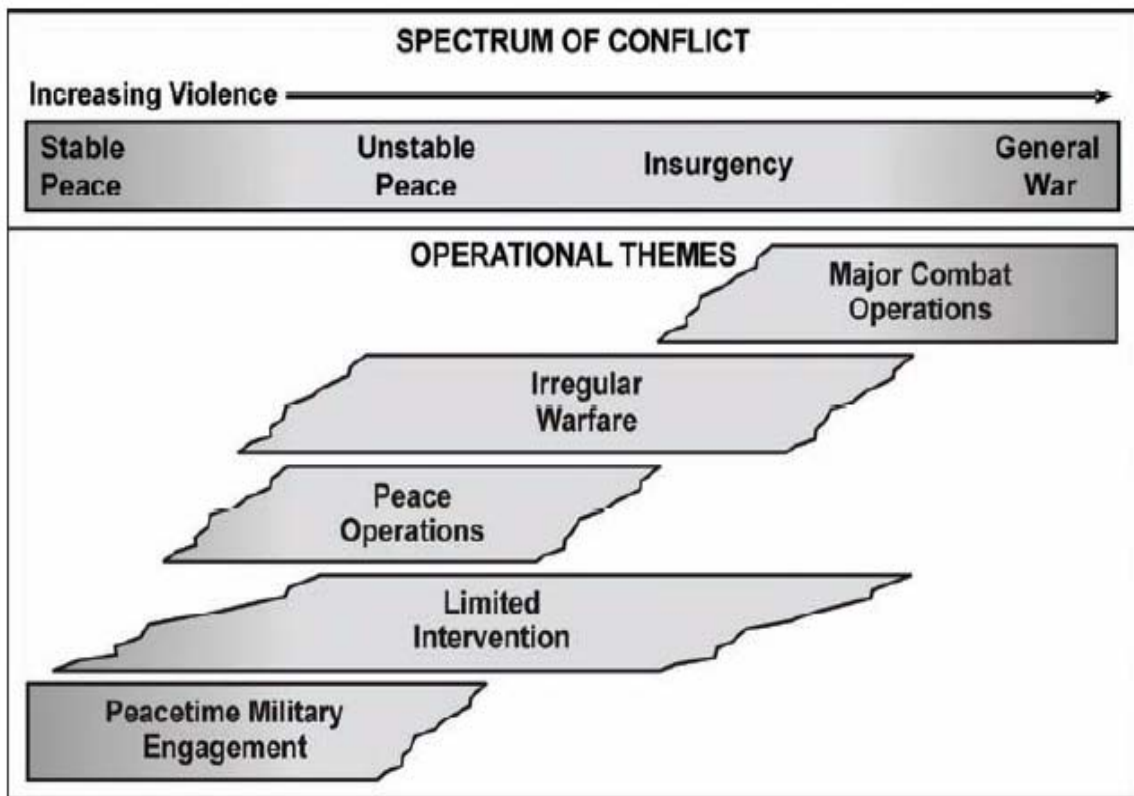 SPECTRUM OF CONFLICT
Increasing Violence
Stable
Peace
Unstable
Peace
Insurgency
General
War
OPERATIONAL THEMES
Major Combat
Operations
Irregular
Warfare
Peace
Operations
Limited
Intervention
Peacetime Military
Engagement